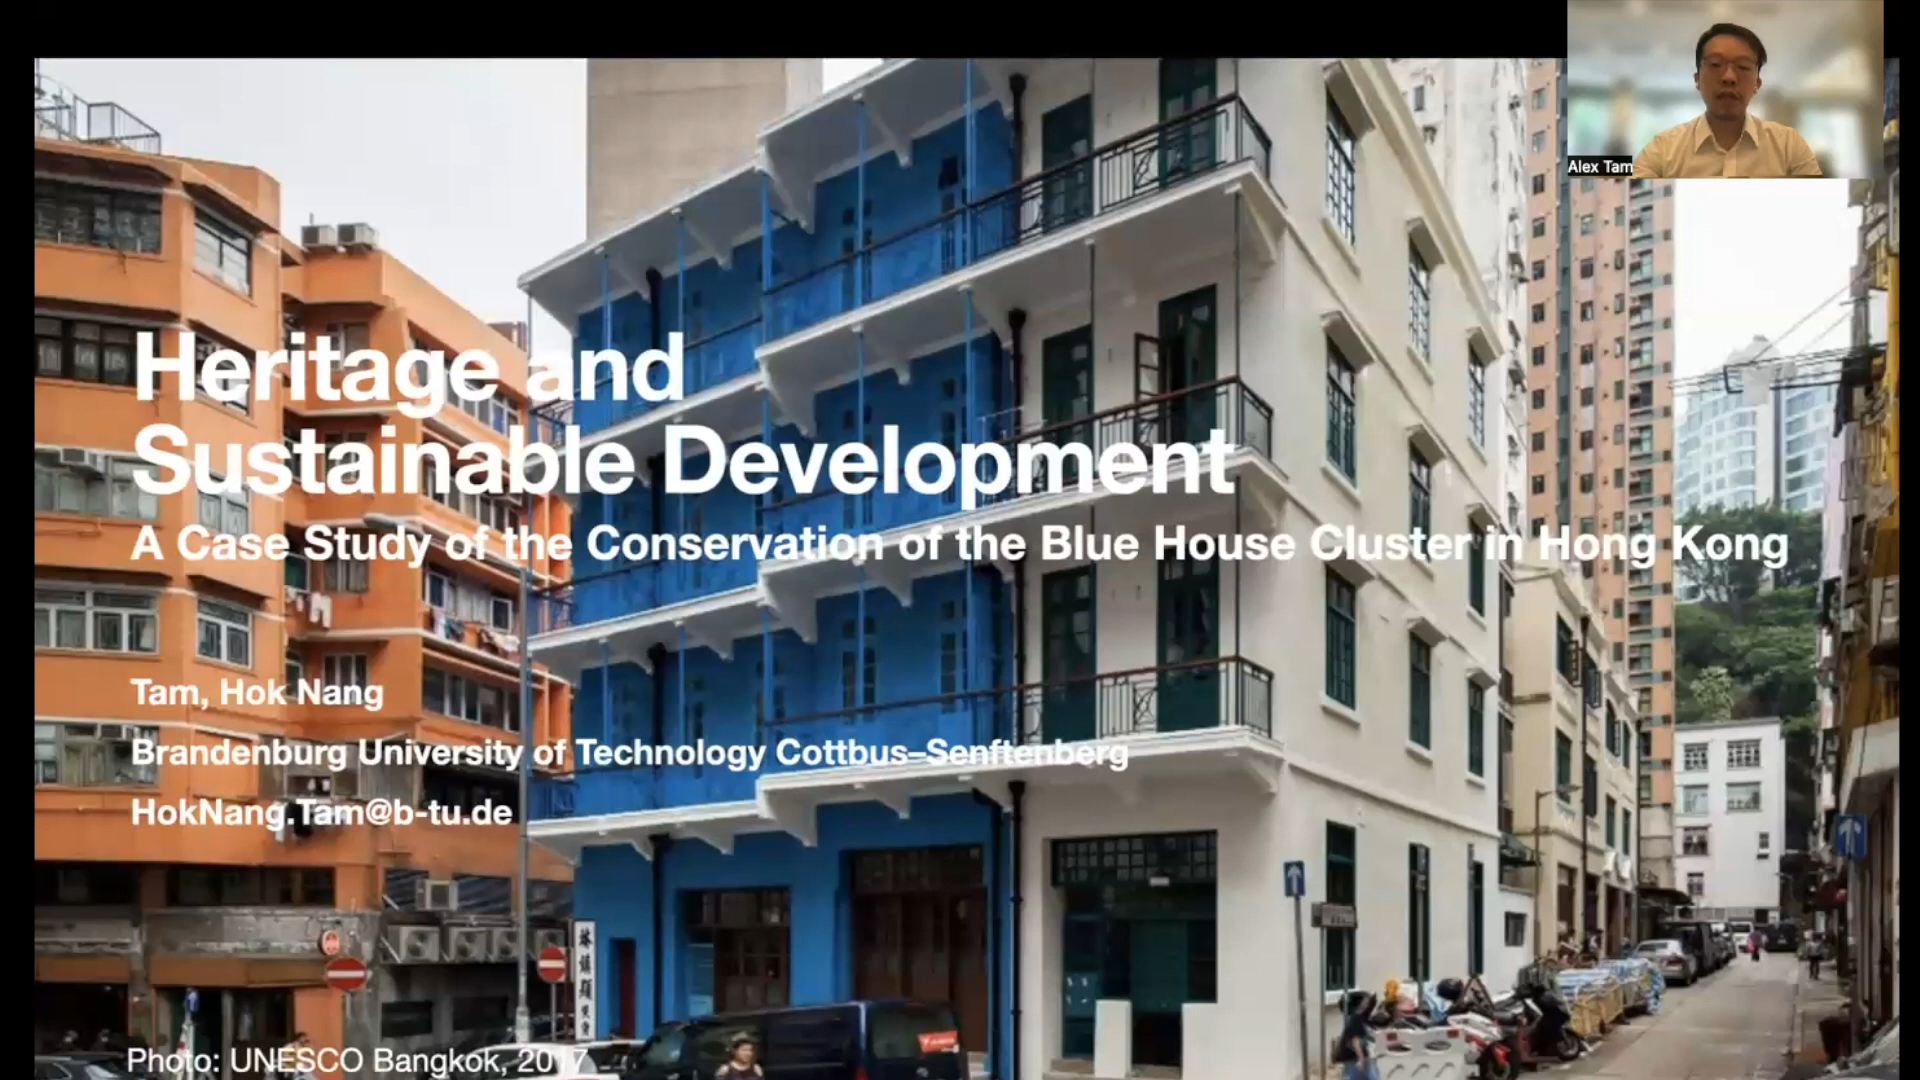 Alex Tam
Heritage and
Sustainable Development
A Case Study of the Conservation of the Blue House Cluster in Hong Kong
Tam, Hok Nang
Brandenburg University of Technology Cottbus–Senftenberg
HokNang.Tam@b-tu.de
Photo: UNESCO Bangkok, 2017